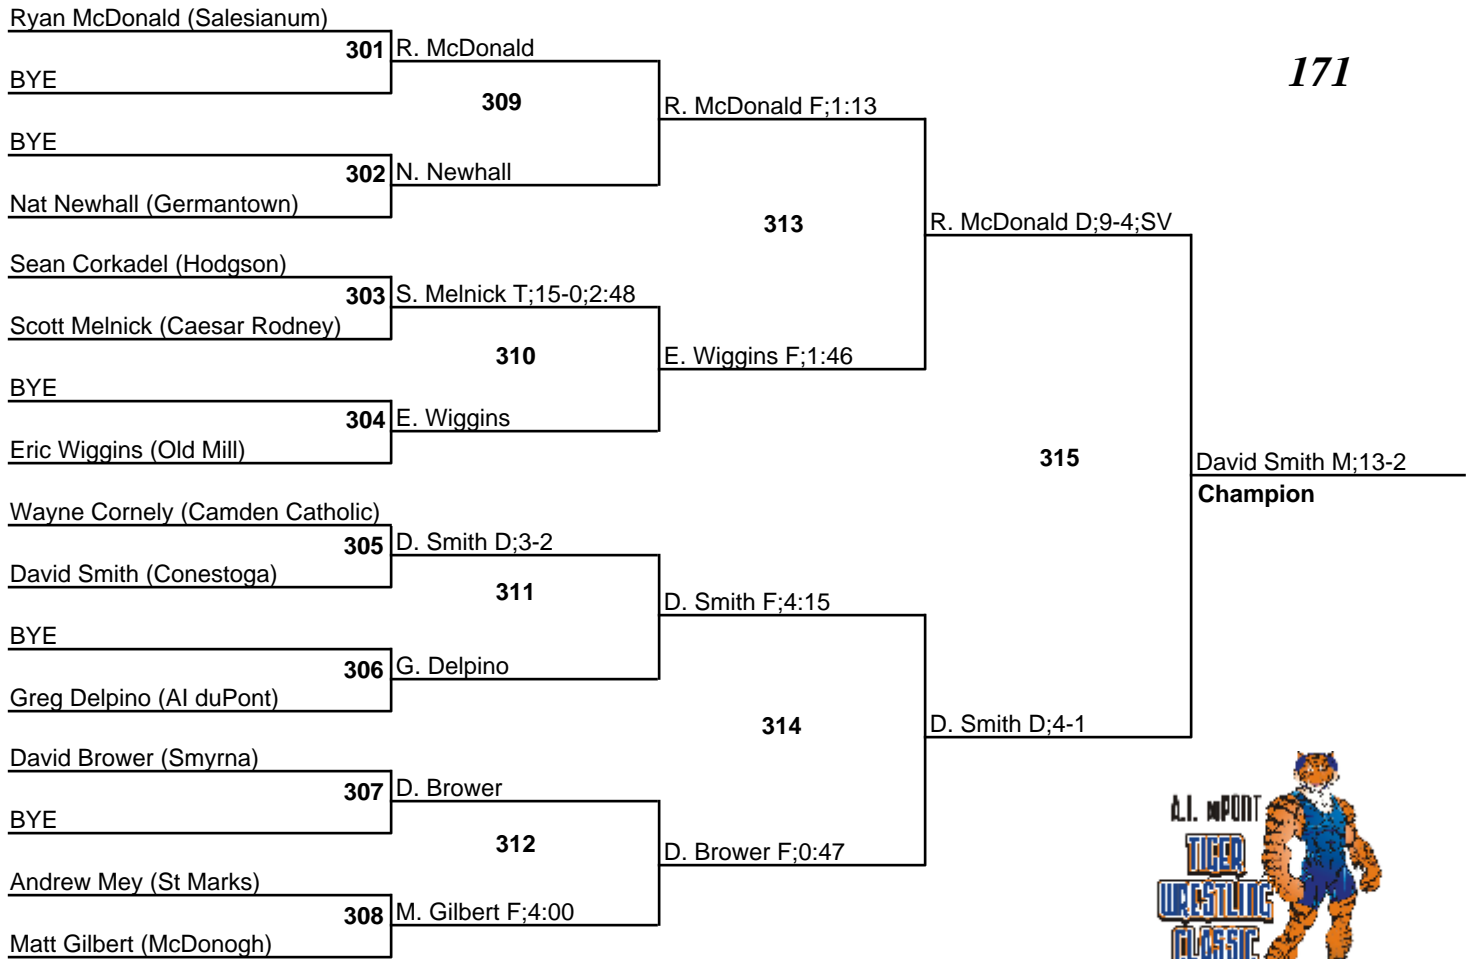 Ryan McDonald (Salesianum)
301 R. McDonald
BYE
171
309
R. McDonald F;1:13
BYE
302 N. Newhall
Nat Newhall (Germantown)
313
R. McDonald D;9-4;SV
Sean Corkadel (Hodgson)
303 S. Melnick T;15-0;2:48
Scott Melnick (Caesar Rodney)
310
E. Wiggins F;1:46
BYE
304 E. Wiggins
Eric Wiggins (Old Mill)
315
David Smith M;13-2
Champion
Wayne Cornely (Camden Catholic)
305 D. Smith D;3-2
David Smith (Conestoga)
311
D. Smith F;4:15
BYE
306 G. Delpino
Greg Delpino (AI duPont)
314
D. Smith D;4-1
David Brower (Smyrna)
307 D. Brower
BYE
312
D. Brower F;0:47
Andrew Mey (St Marks)
308 M. Gilbert F;4:00
Matt Gilbert (McDonogh)
A.I. duPONT
TIGER
WRESTLING
CLASSIC